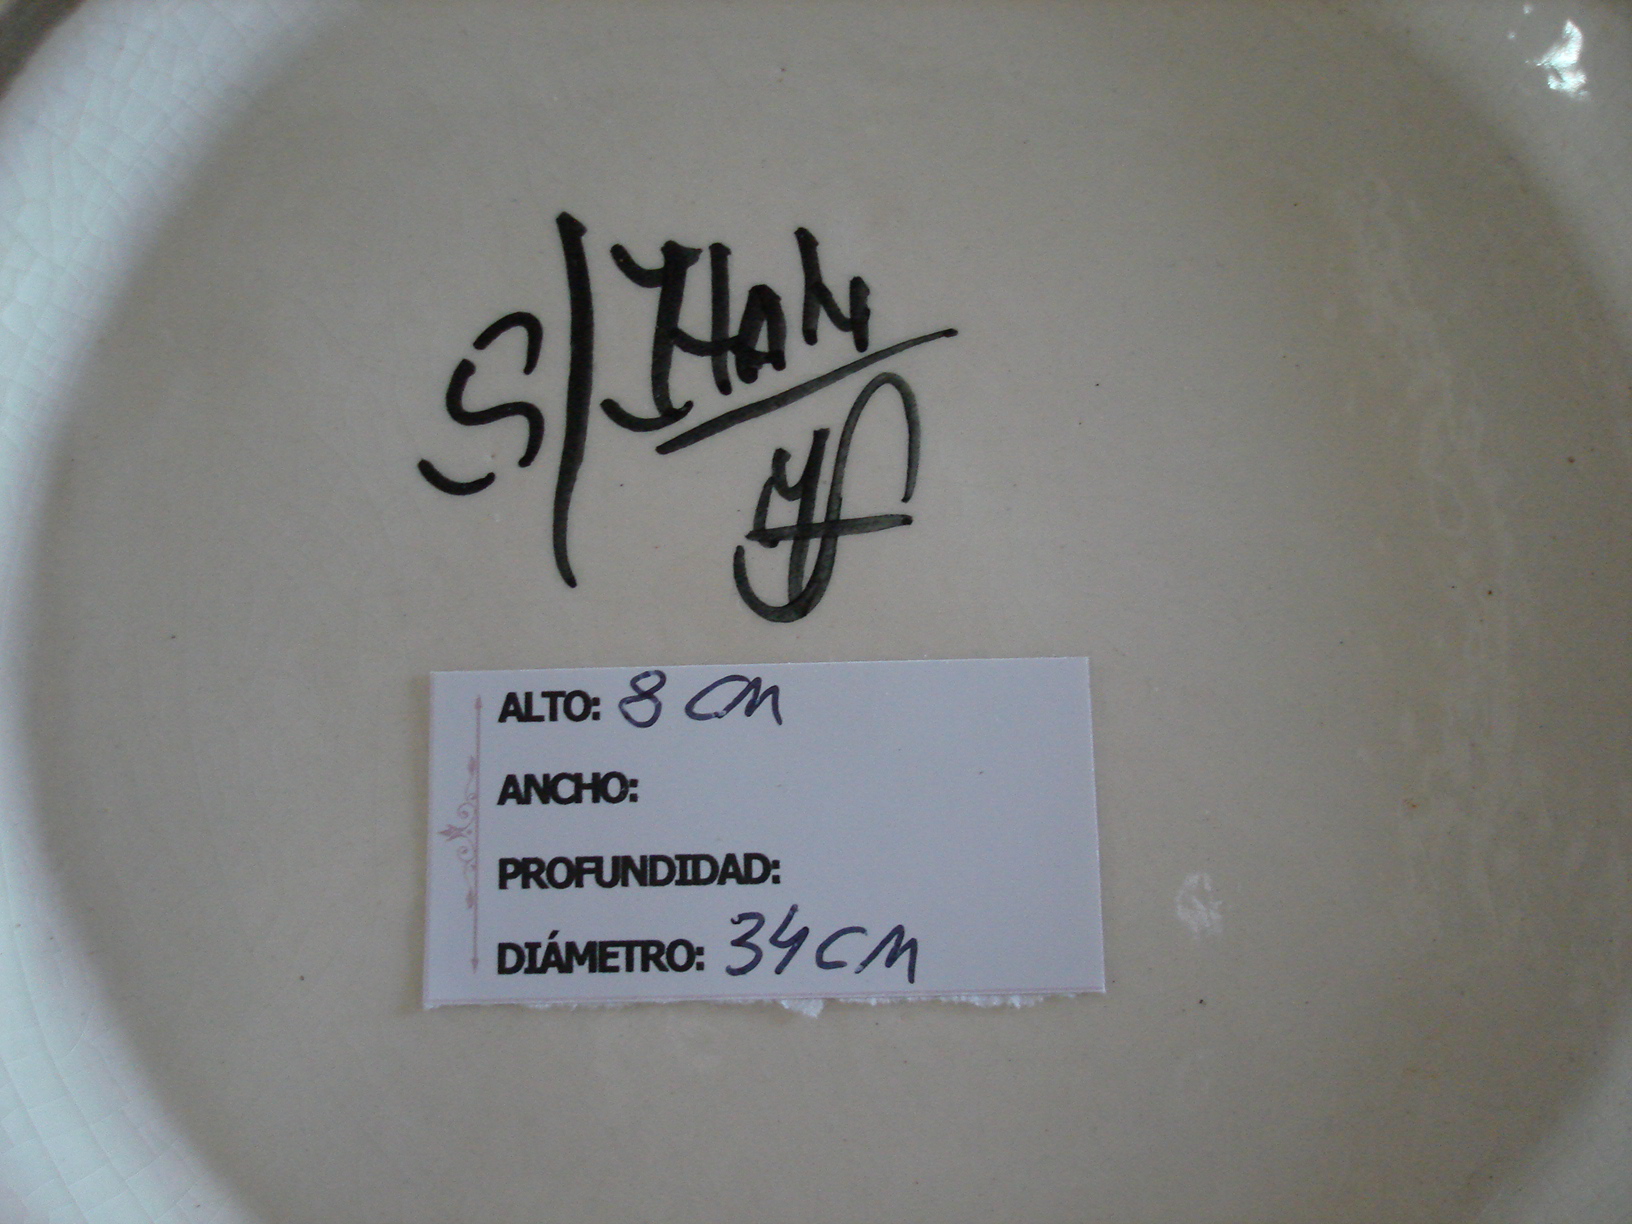 S/
ALTO: 8 CM
ANCHO:
PROFUNDIDAD:
DIÁMETRO: 34 CM